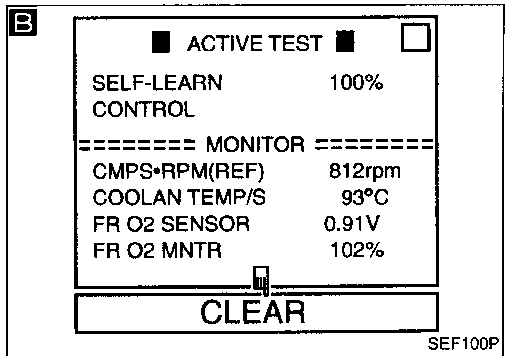 B
ACTIVE TEST
SELF-LEARN 100%
CONTROL
======== MONITOR ========
CMPS•RPM(REF) 812rpm
COOLAN TEMP/S 93°C
FR O2 SENSOR 0.91V
FR O2 MNTR 102%
CLEAR
SEF100P